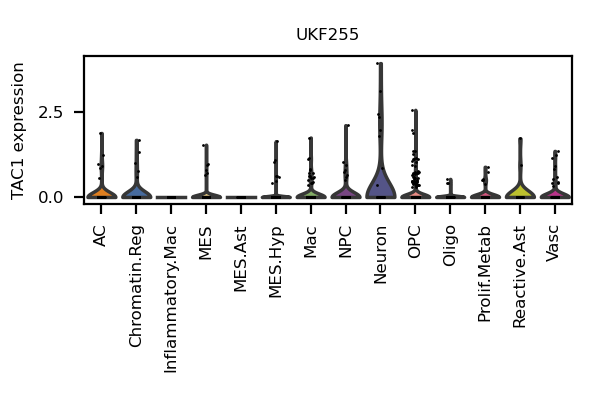 UKF255
TAC1 expression
2.5
0.0
AC
Chromatin.Reg
Inflammatory.Mac
MES
MES.Ast
MES.Hyp
Mac
NPC
Neuron
OPC
Oligo
Prolif.Metab
Reactive.Ast
Vasc